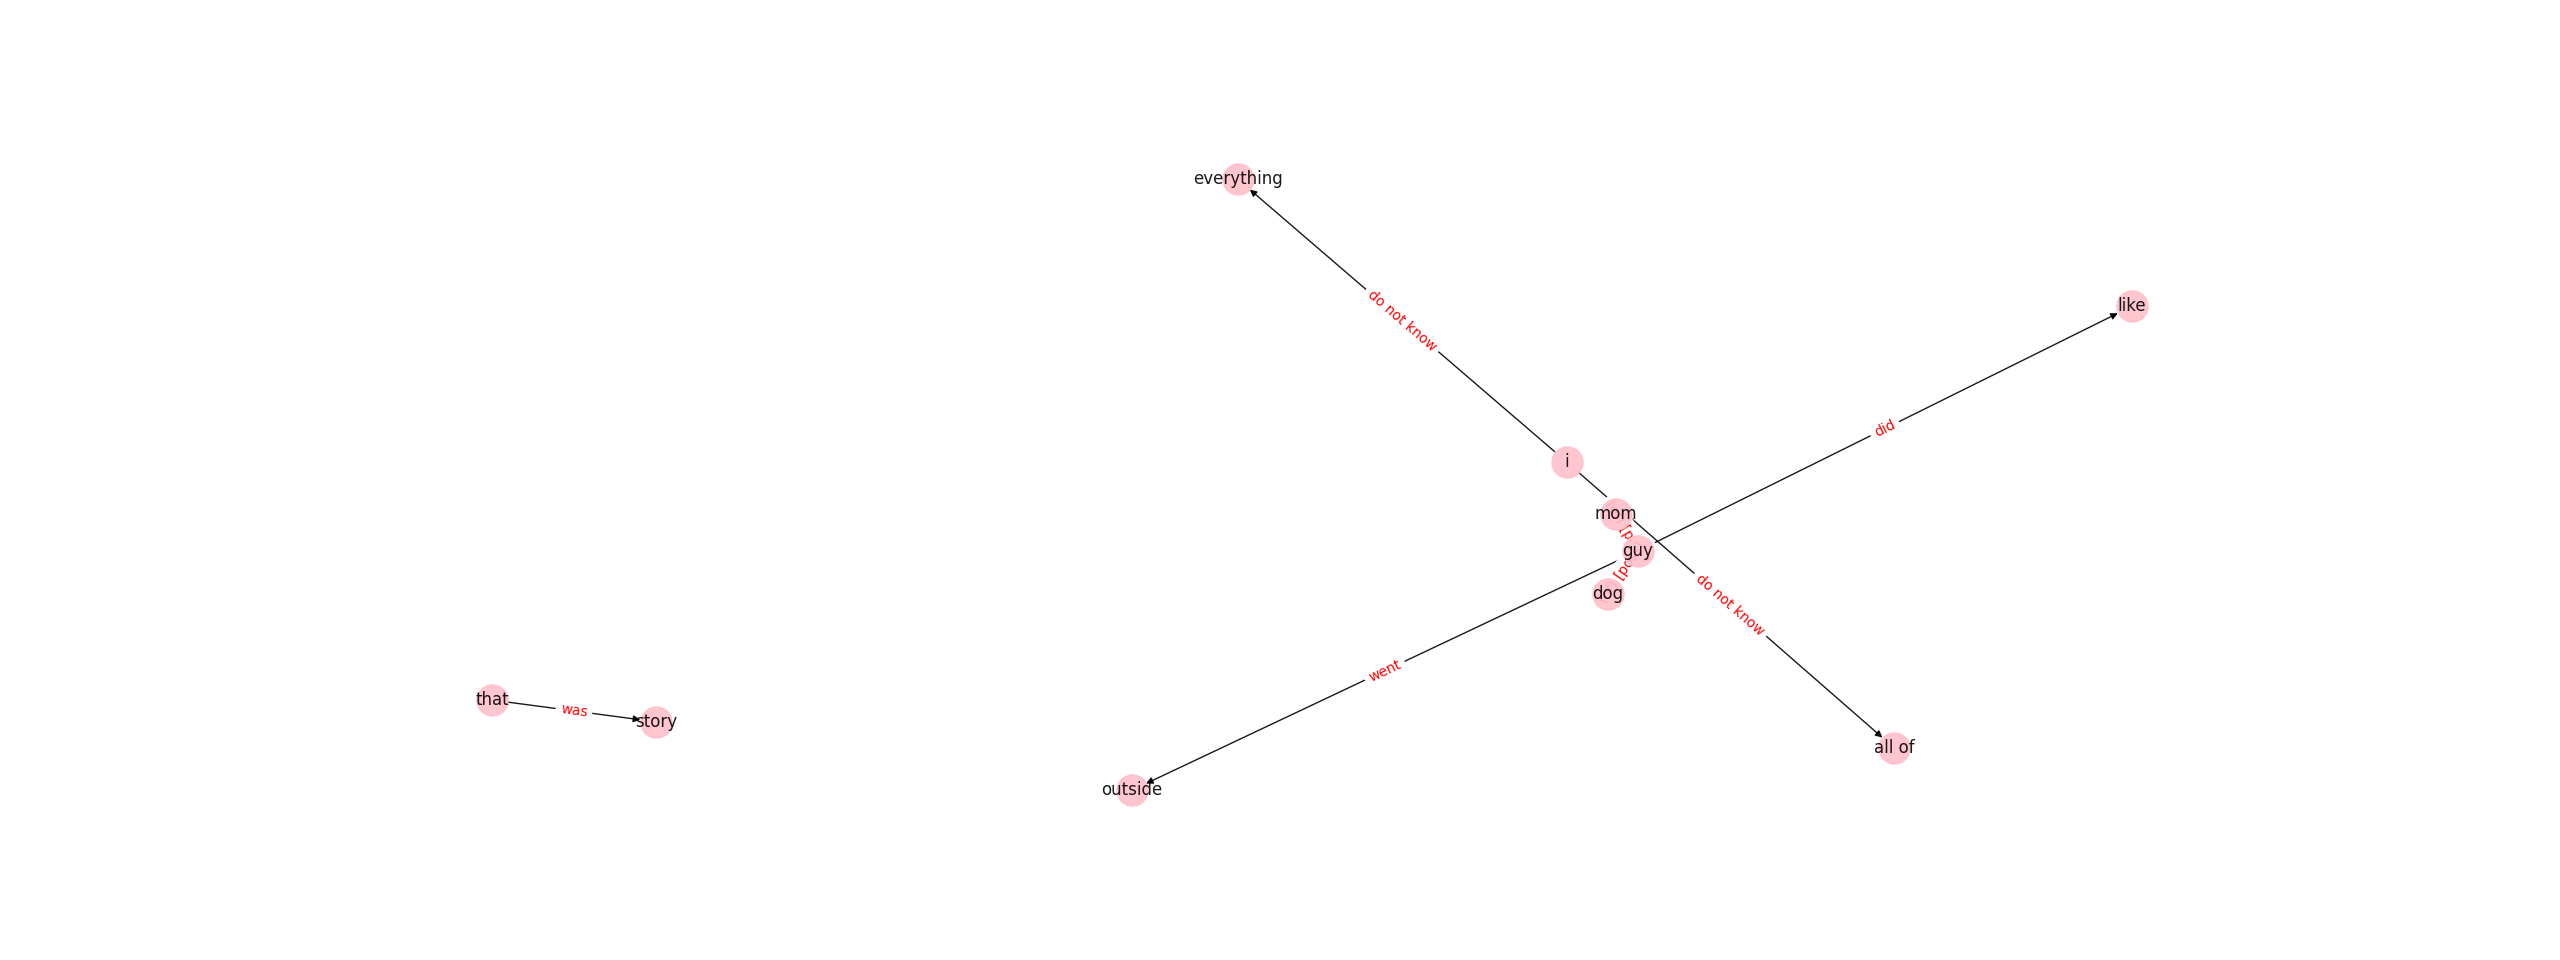 everything
like
do not know
did
i
mom
guy
dog
do not know
went
that
was
story
all of
outside